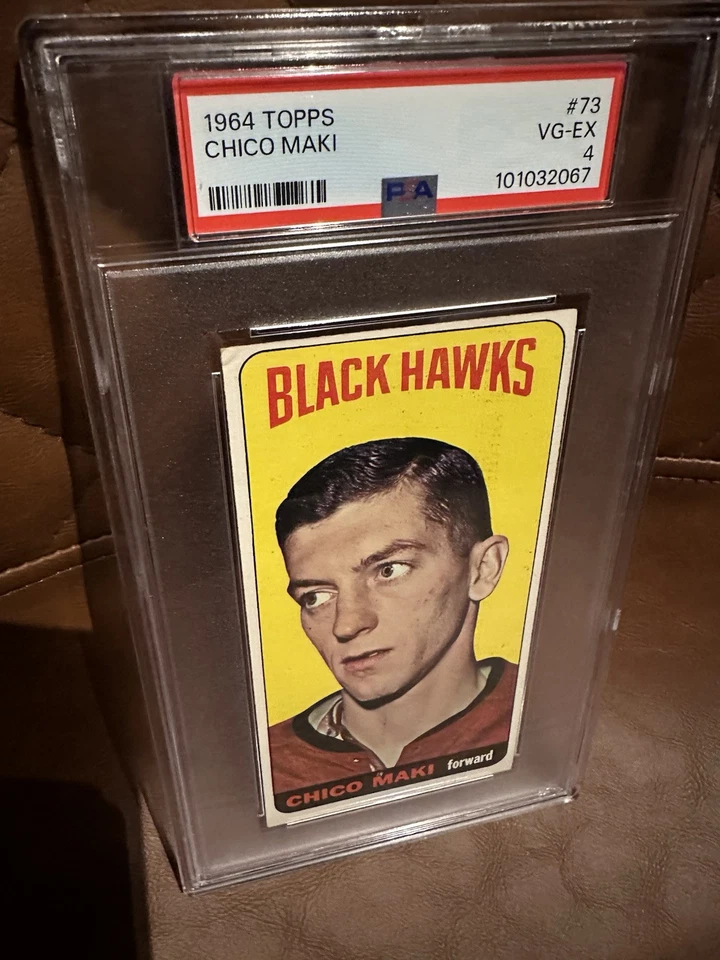 1964 TOPPS #73
CHICO MAKI VG-EX
4
PSA 101032067
BLACK HAWKS
CHICO MAKI forward